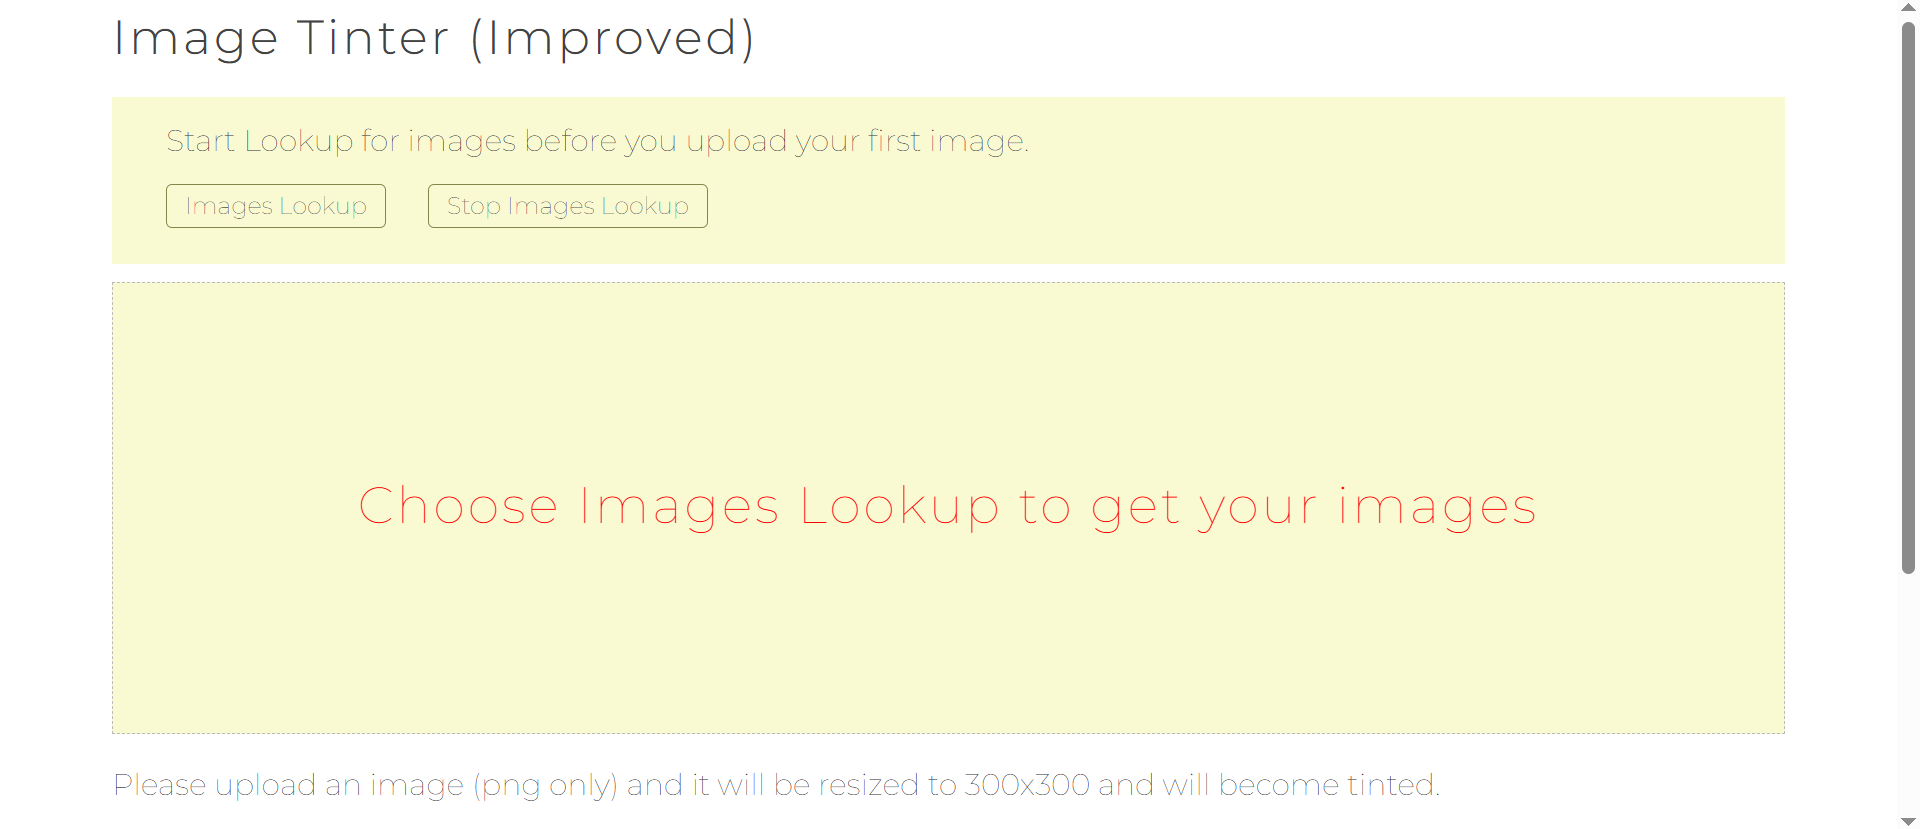 Image Tinter (Improved)
Start Lookup for images before you upload your first image.
Images Lookup
Stop Images Lookup
Choose Images Lookup to get your images
Please upload an image (png only) and it will be resized to 300x300 and will become tinted.